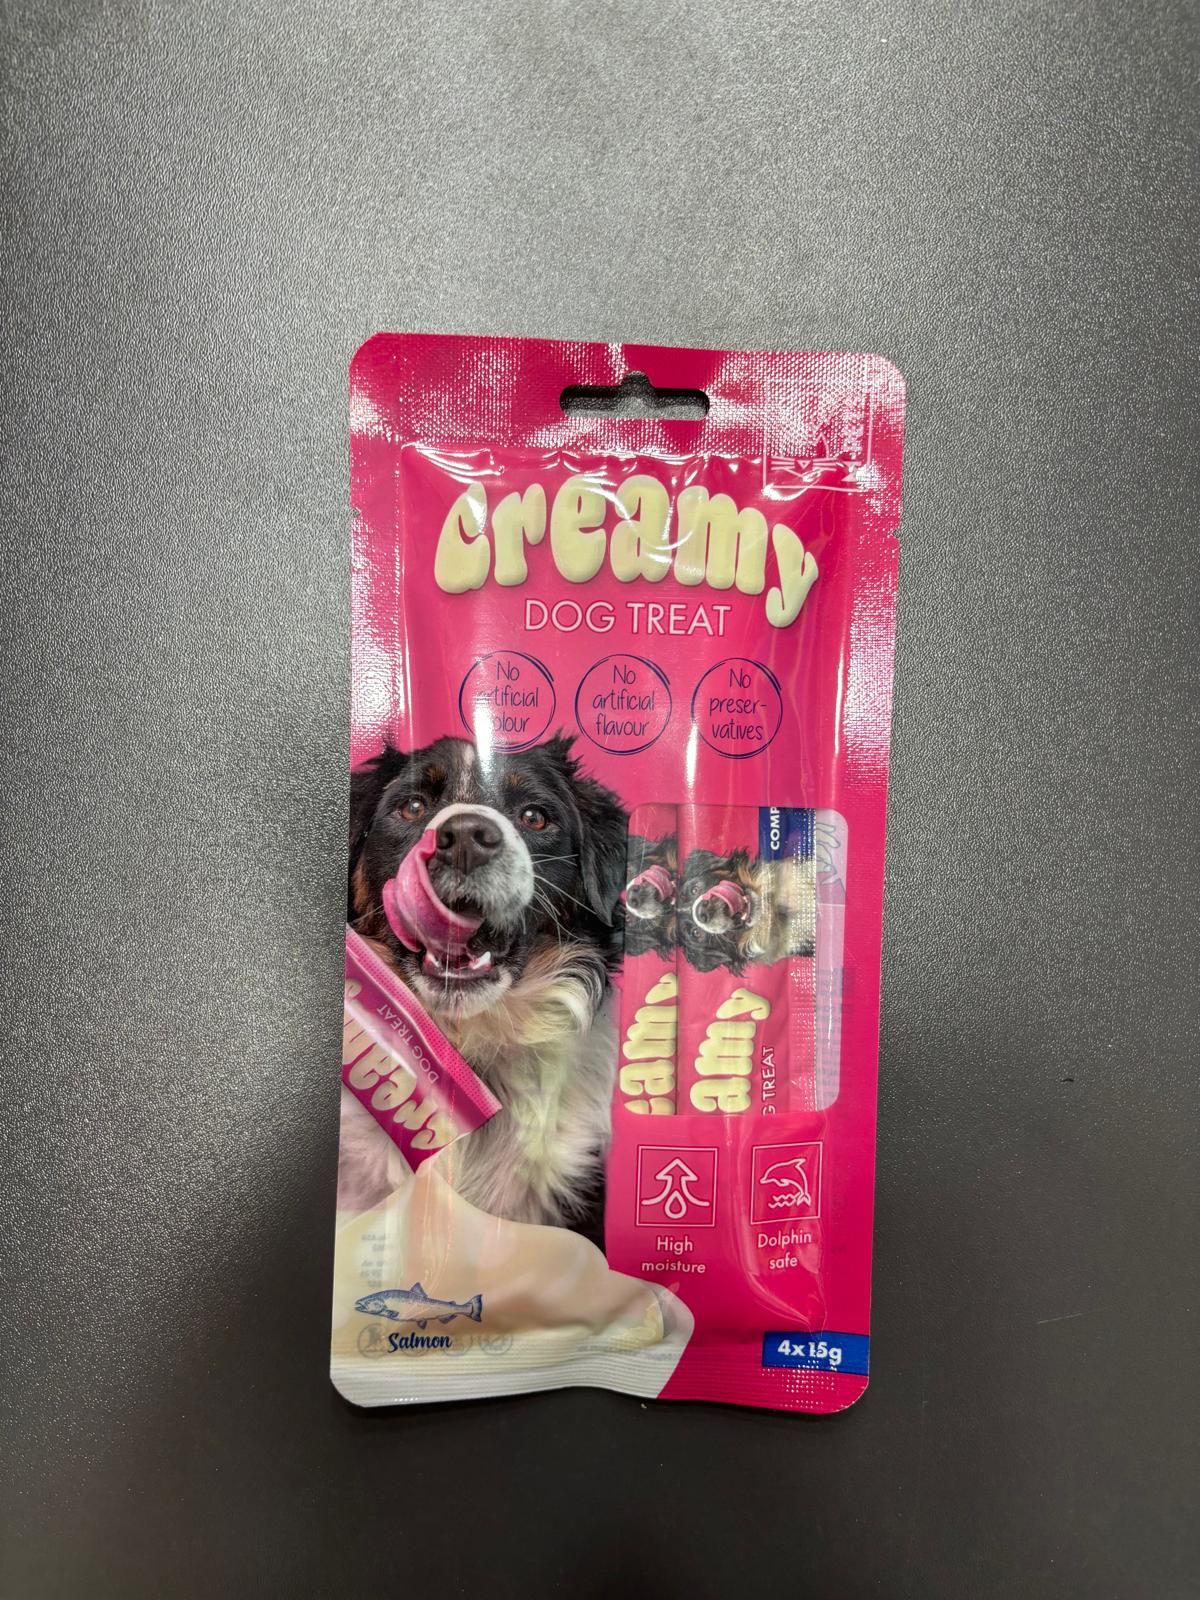 Creamy
DOG TREAT
No
artificial
colour
No
artificial
flavour
No
preser-
vatives
COMP
eamy
amy
G TREAT
Creamy
DOG TREAT
High
moisture
Dolphin
safe
Salmon
4x15g